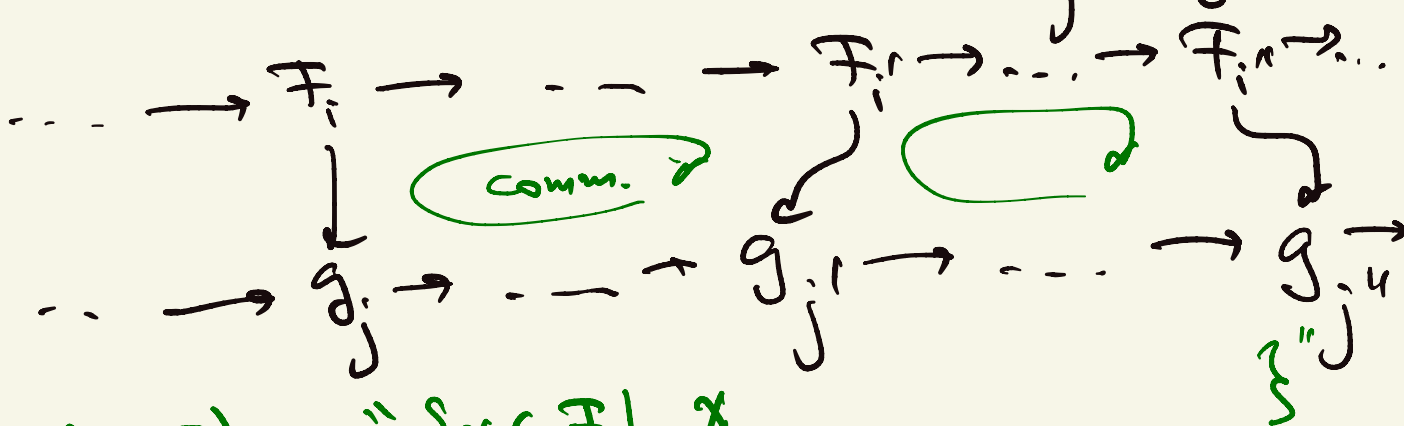 ... → F_i → ... → F_i' → ... → F_i'' → ...
comm.
... → g_j → ... → g_j' → ... → g_j'' →
}"